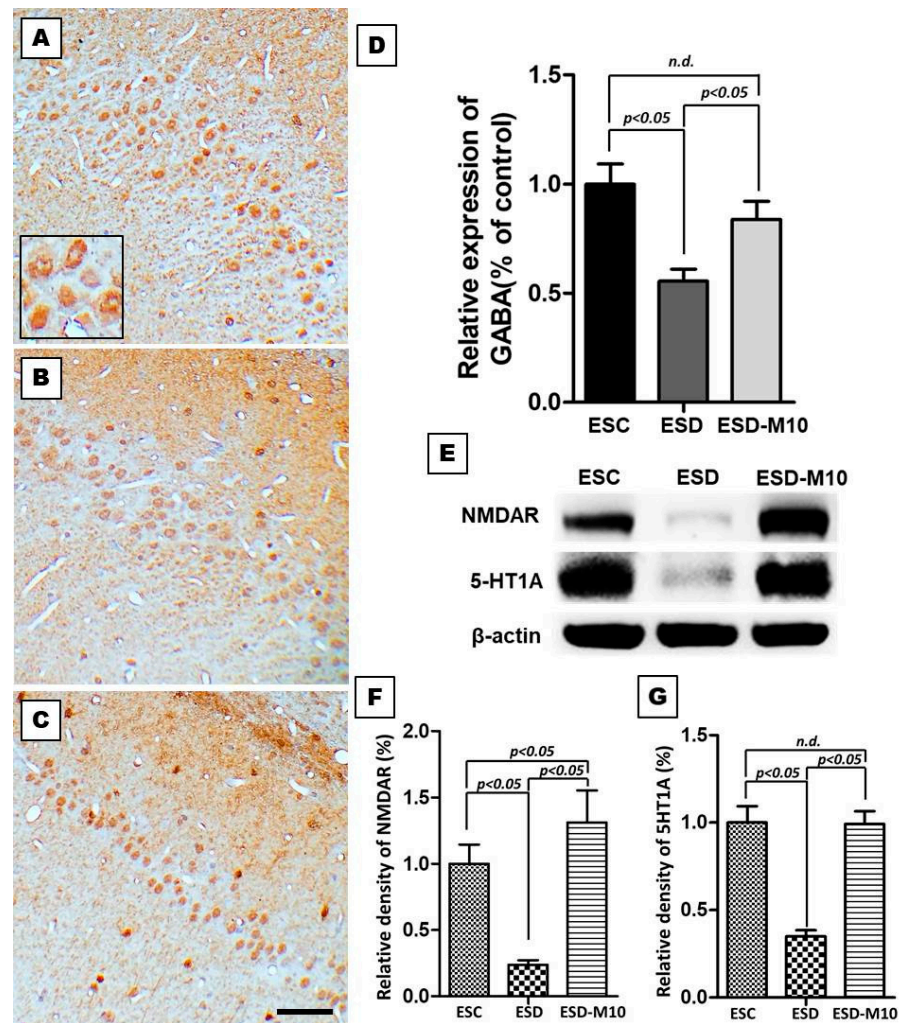 A
B
C
D
Relative expression of
GABA(% of control)
1.5
1.0
0.5
0.0
n.d.
p<0.05
p<0.05
ESC ESD ESD-M10
E
ESC ESD ESD-M10
NMDAR
5-HT1A
β-actin
F
Relative density of NMDAR (%)
2.0
1.5
1.0
0.5
0.0
p<0.05
p<0.05
p<0.05
ESC ESD ESD-M10
G
Relative density of 5HT1A (%)
1.5
1.0
0.5
0.0
n.d.
p<0.05
p<0.05
ESC ESD ESD-M10